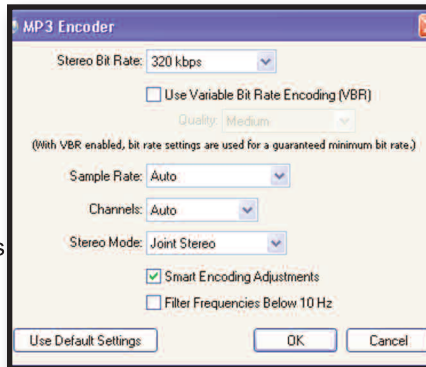 MP3 Encoder
Stereo Bit Rate: 320 kbps
Use Variable Bit Rate Encoding (VBR)
Quality: Medium
(With VBR enabled, bit rate settings are used for a guaranteed minimum bit rate.)
Sample Rate: Auto
Channels: Auto
s
Stereo Mode: Joint Stereo
Smart Encoding Adjustments
Filter Frequencies Below 10 Hz
Use Default Settings OK Cancel